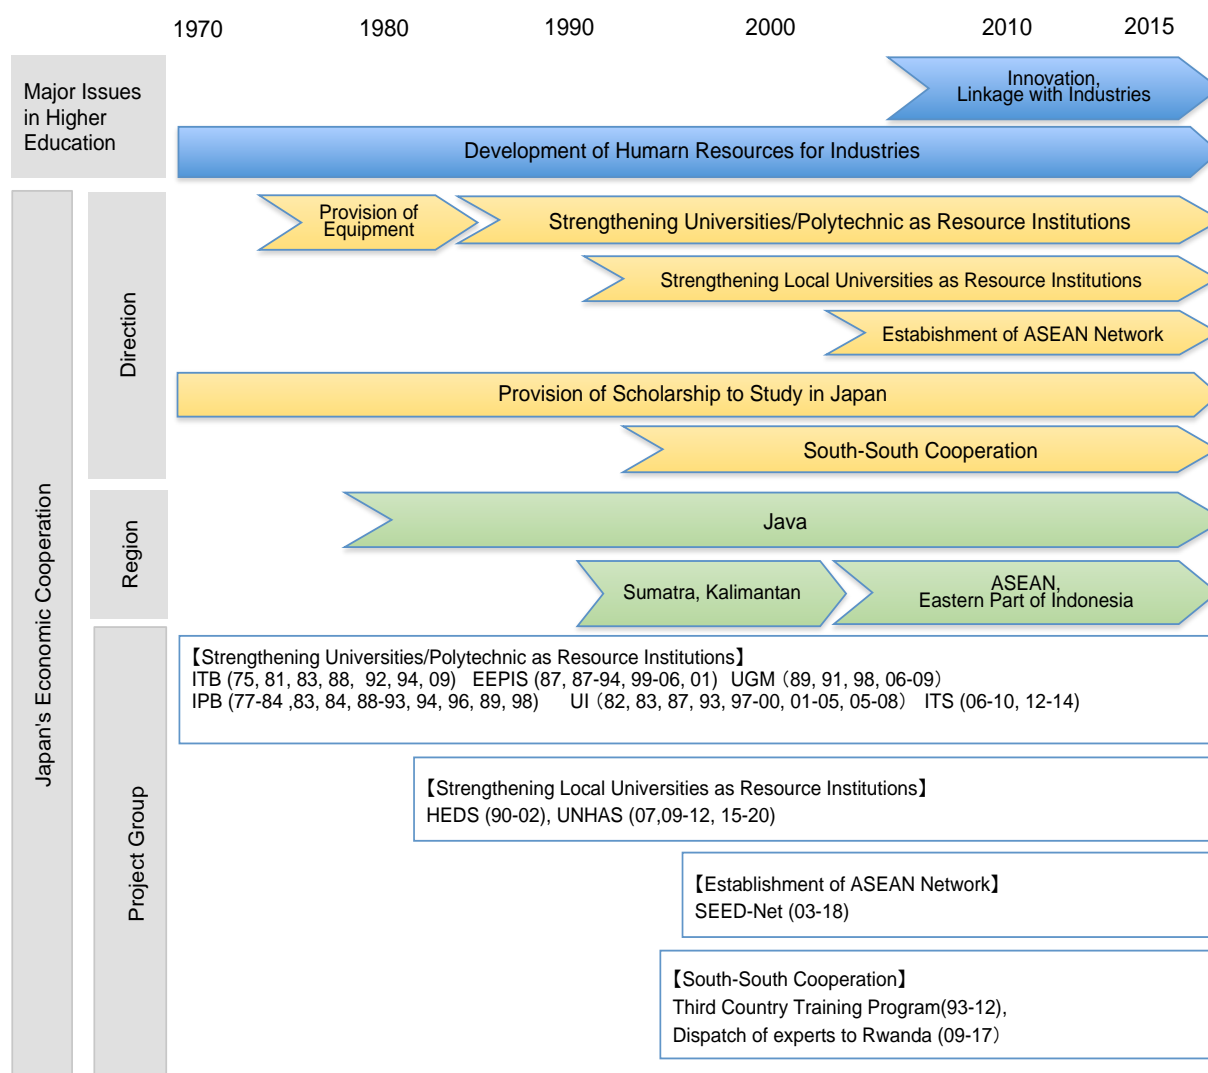 1970 1980 1990 2000 2010 2015
Major Issues
in Higher
Education
Innovation,
Linkage with Industries
Development of Humarn Resources for Industries
Japan's Economic Cooperation
Direction
Provision of
Equipment
Strengthening Universities/Polytechnic as Resource Institutions
Strengthening Local Universities as Resource Institutions
Estabishment of ASEAN Network
Provision of Scholarship to Study in Japan
South-South Cooperation
Region
Java
Sumatra, Kalimantan
ASEAN,
Eastern Part of Indonesia
Project Group
【Strengthening Universities/Polytechnic as Resource Institutions】
ITB (75, 81, 83, 88, 92, 94, 09) EEPIS (87, 87-94, 99-06, 01) UGM（89, 91, 98, 06-09）
IPB (77-84 ,83, 84, 88-93, 94, 96, 89, 98) UI（82, 83, 87, 93, 97-00, 01-05, 05-08） ITS (06-10, 12-14)
【Strengthening Local Universities as Resource Institutions】
HEDS (90-02), UNHAS (07,09-12, 15-20)
【Establishment of ASEAN Network】
SEED-Net (03-18)
【South-South Cooperation】
Third Country Training Program(93-12),
Dispatch of experts to Rwanda (09-17）